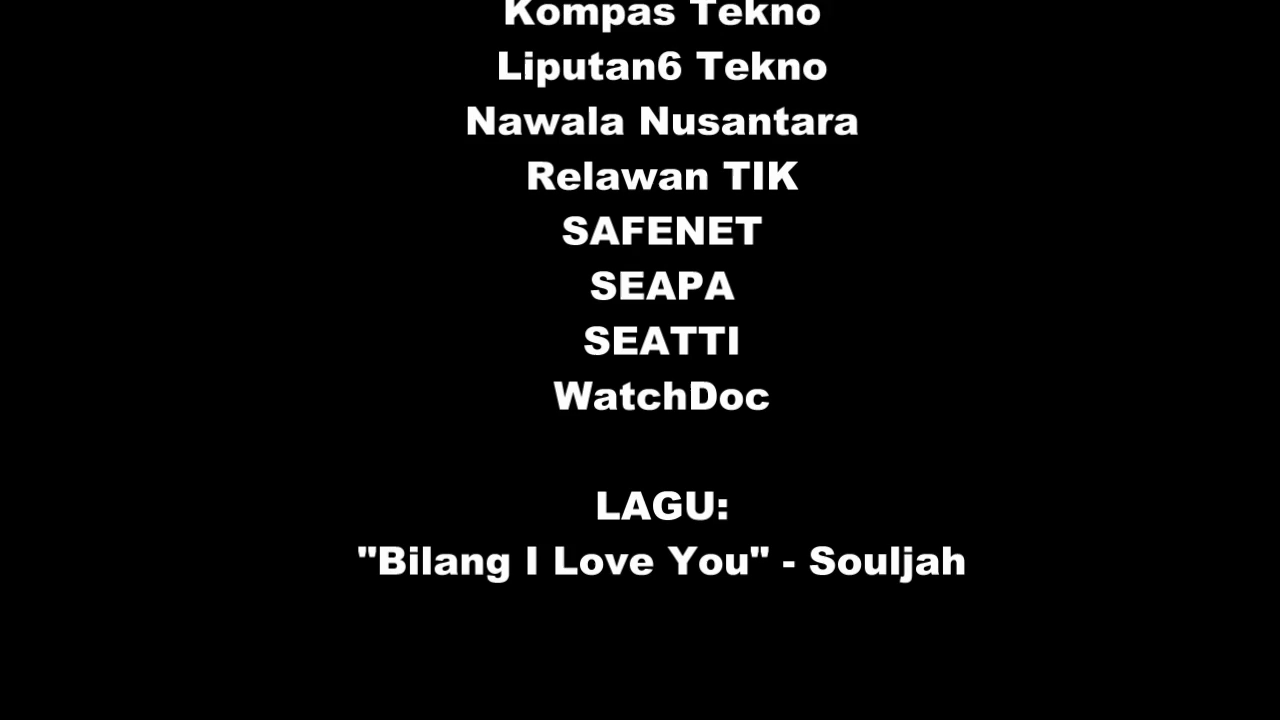 Kompas Tekno
Liputan6 Tekno
Nawala Nusantara
Relawan TIK
SAFENET
SEAPA
SEATTI
WatchDoc
LAGU:
"Bilang I Love You" - Souljah